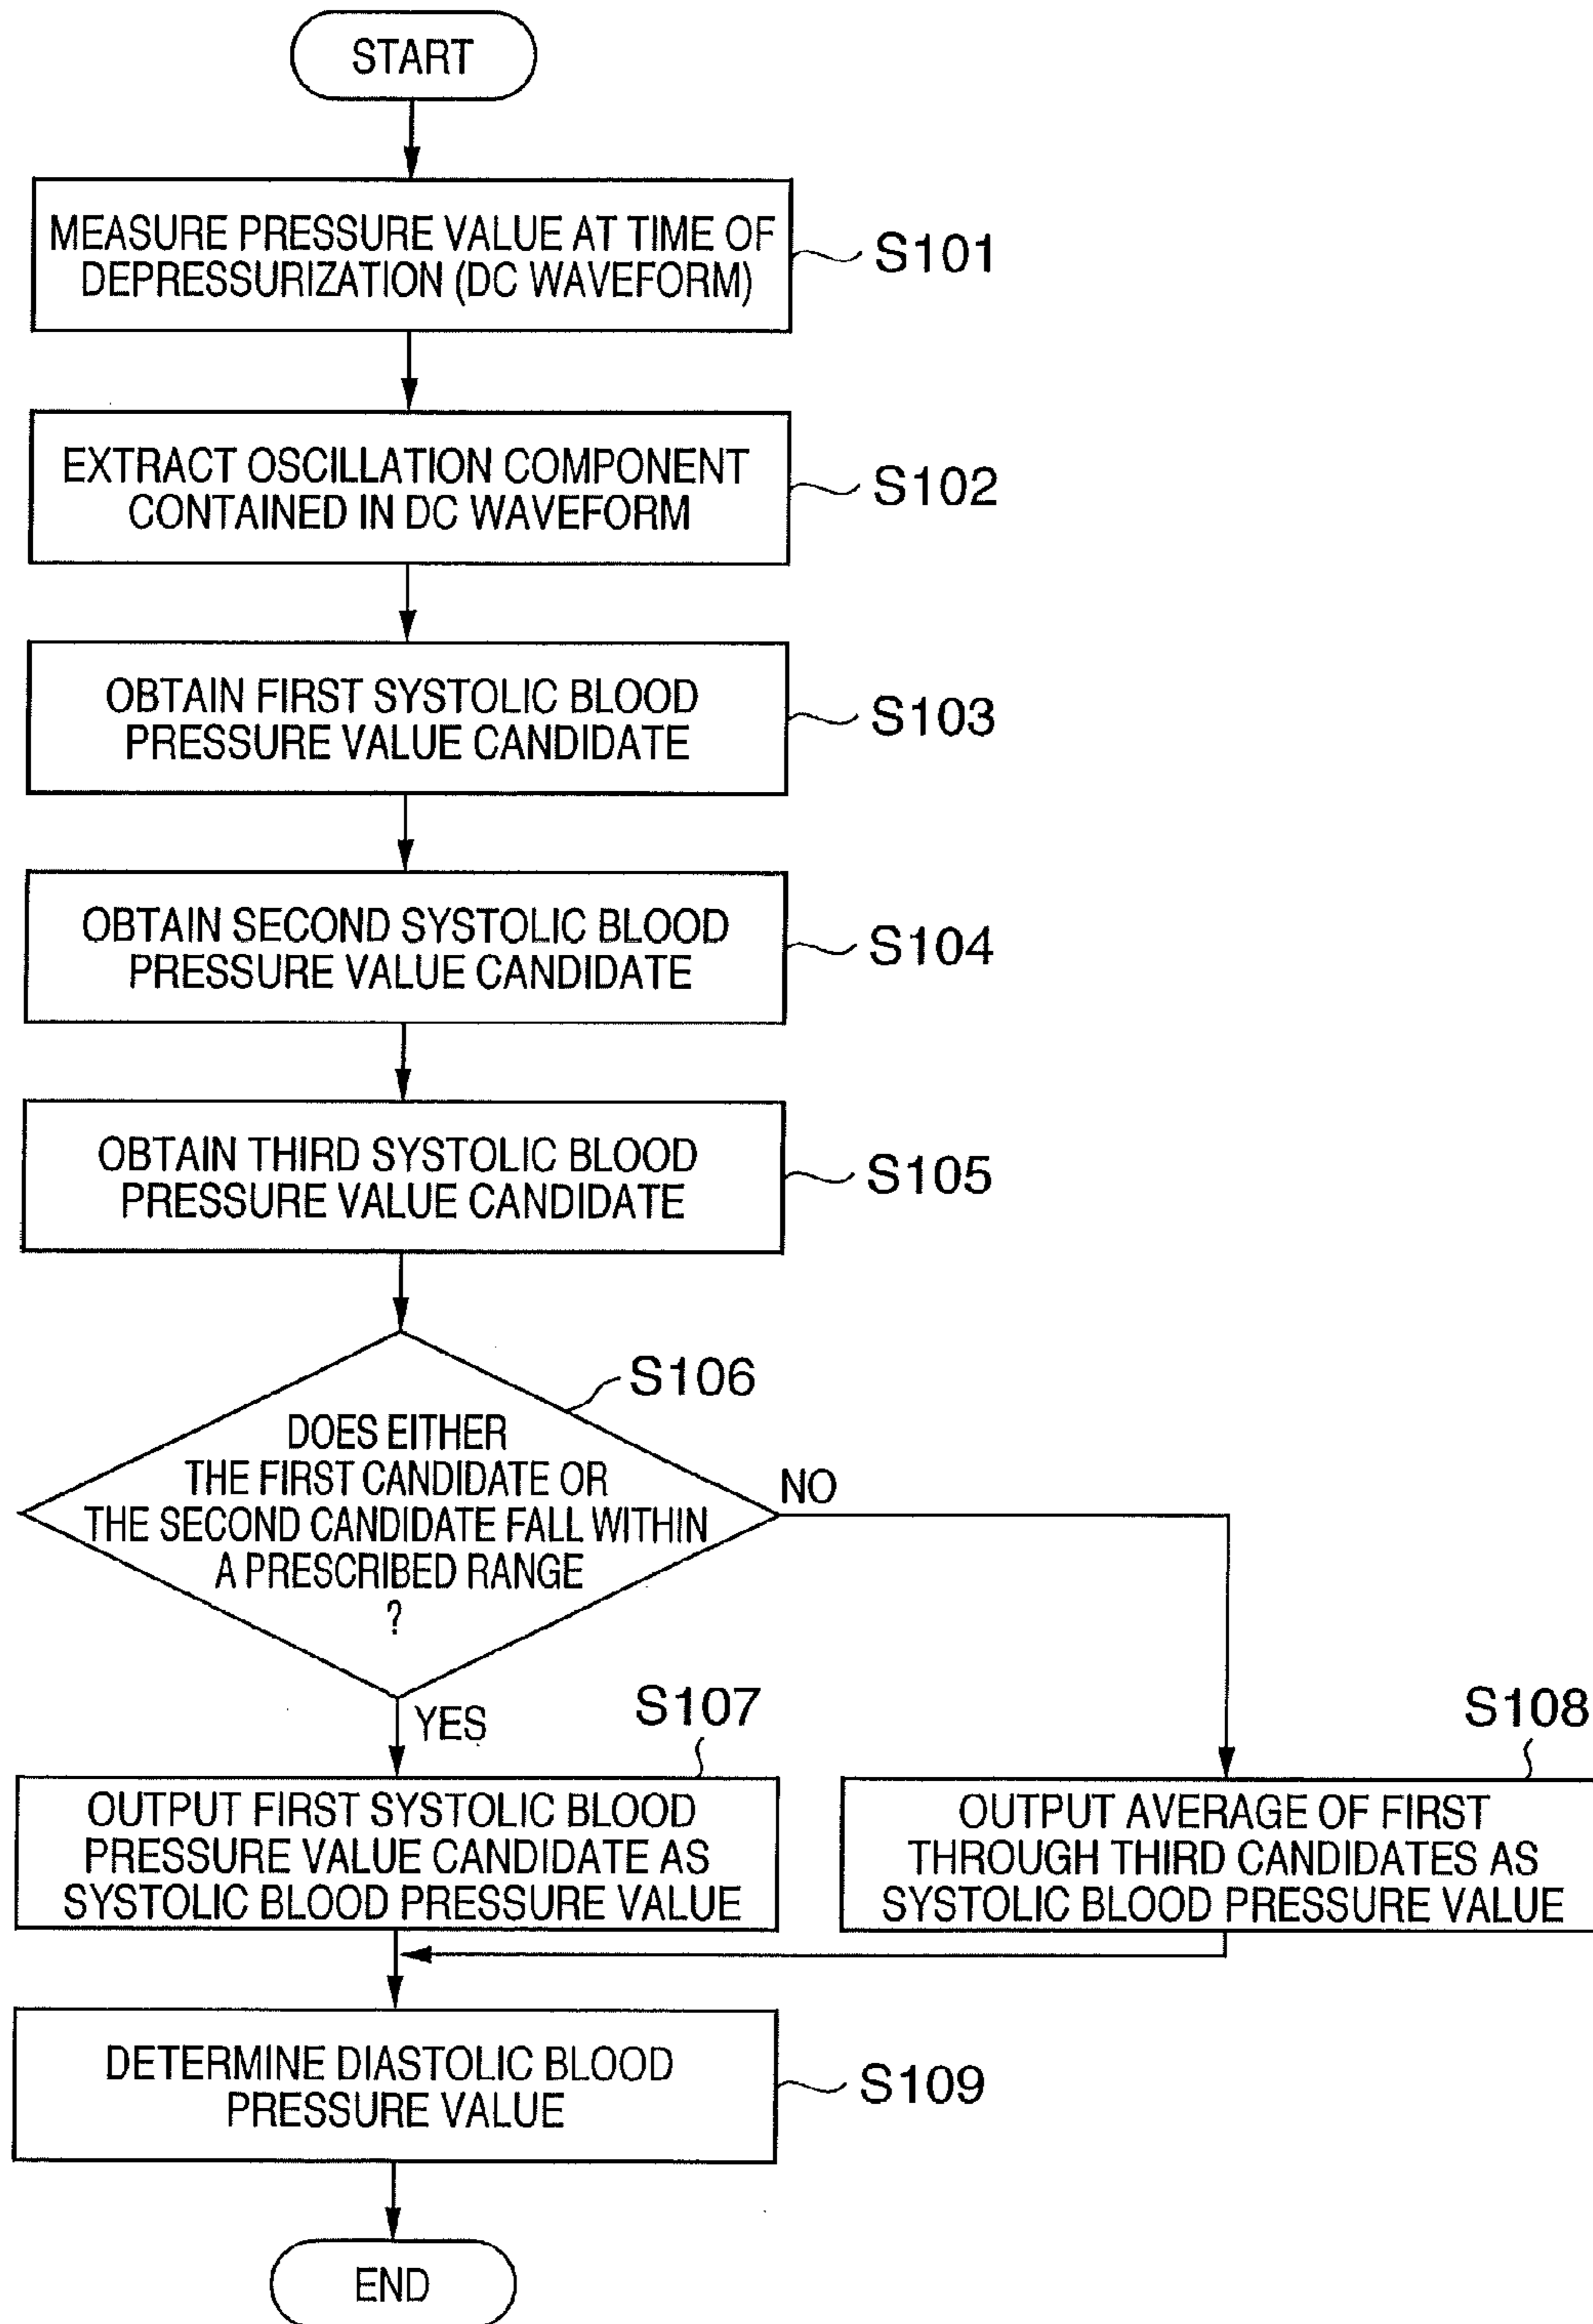 START
MEASURE PRESSURE VALUE AT TIME OF
DEPRESSURIZATION (DC WAVEFORM)
S101
EXTRACT OSCILLATION COMPONENT
CONTAINED IN DC WAVEFORM
S102
OBTAIN FIRST SYSTOLIC BLOOD
PRESSURE VALUE CANDIDATE
S103
OBTAIN SECOND SYSTOLIC BLOOD
PRESSURE VALUE CANDIDATE
S104
OBTAIN THIRD SYSTOLIC BLOOD
PRESSURE VALUE CANDIDATE
S105
S106
DOES EITHER
THE FIRST CANDIDATE OR
THE SECOND CANDIDATE FALL WITHIN
A PRESCRIBED RANGE
?
NO
YES
S107
OUTPUT FIRST SYSTOLIC BLOOD
PRESSURE VALUE CANDIDATE AS
SYSTOLIC BLOOD PRESSURE VALUE
S108
OUTPUT AVERAGE OF FIRST
THROUGH THIRD CANDIDATES AS
SYSTOLIC BLOOD PRESSURE VALUE
DETERMINE DIASTOLIC BLOOD
PRESSURE VALUE
S109
END